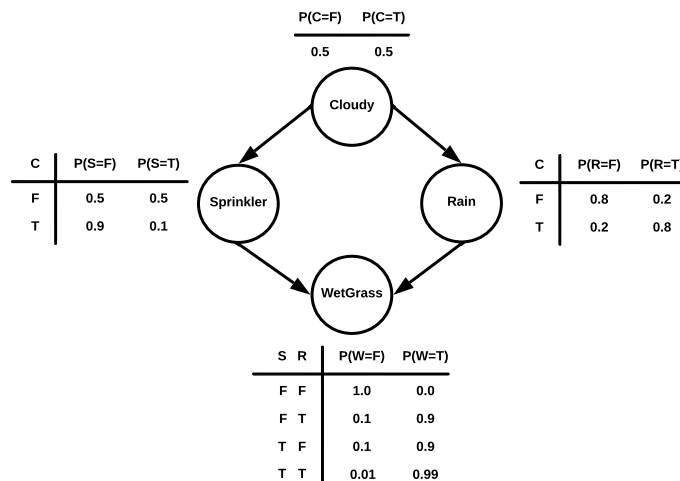 P(C=F) P(C=T)
0.5 0.5
Cloudy
C P(S=F) P(S=T)
F 0.5 0.5
T 0.9 0.1
Sprinkler
Rain
C P(R=F) P(R=T)
F 0.8 0.2
T 0.2 0.8
WetGrass
S R P(W=F) P(W=T)
F F 1.0 0.0
F T 0.1 0.9
T F 0.1 0.9
T T 0.01 0.99